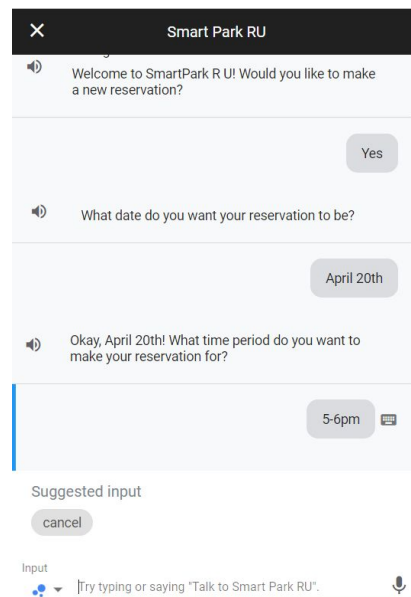 Smart Park RU
Welcome to SmartPark R U! Would you like to make
a new reservation?
Yes
What date do you want your reservation to be?
April 20th
Okay, April 20th! What time period do you want to
make your reservation for?
5-6pm
Suggested input
cancel
Input
Try typing or saying "Talk to Smart Park RU".